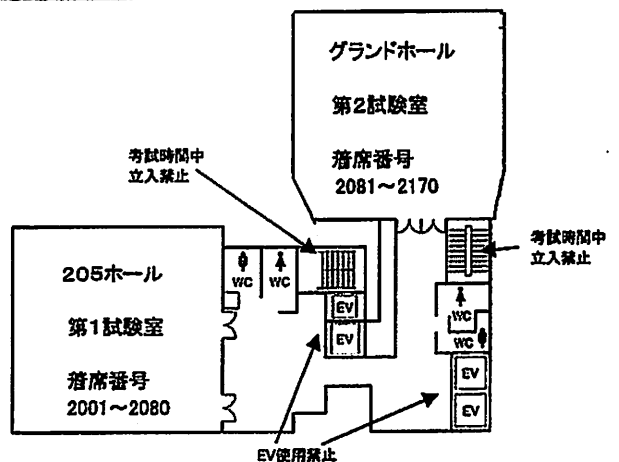 グランドホール
第2試験室
着席番号
2081～2170
考試時間中
立入禁止
考試時間中
立入禁止
205ホール
第1試験室
着席番号
2001～2080
WC
WC
EV
EV
WC
WC
EV
EV
EV使用禁止